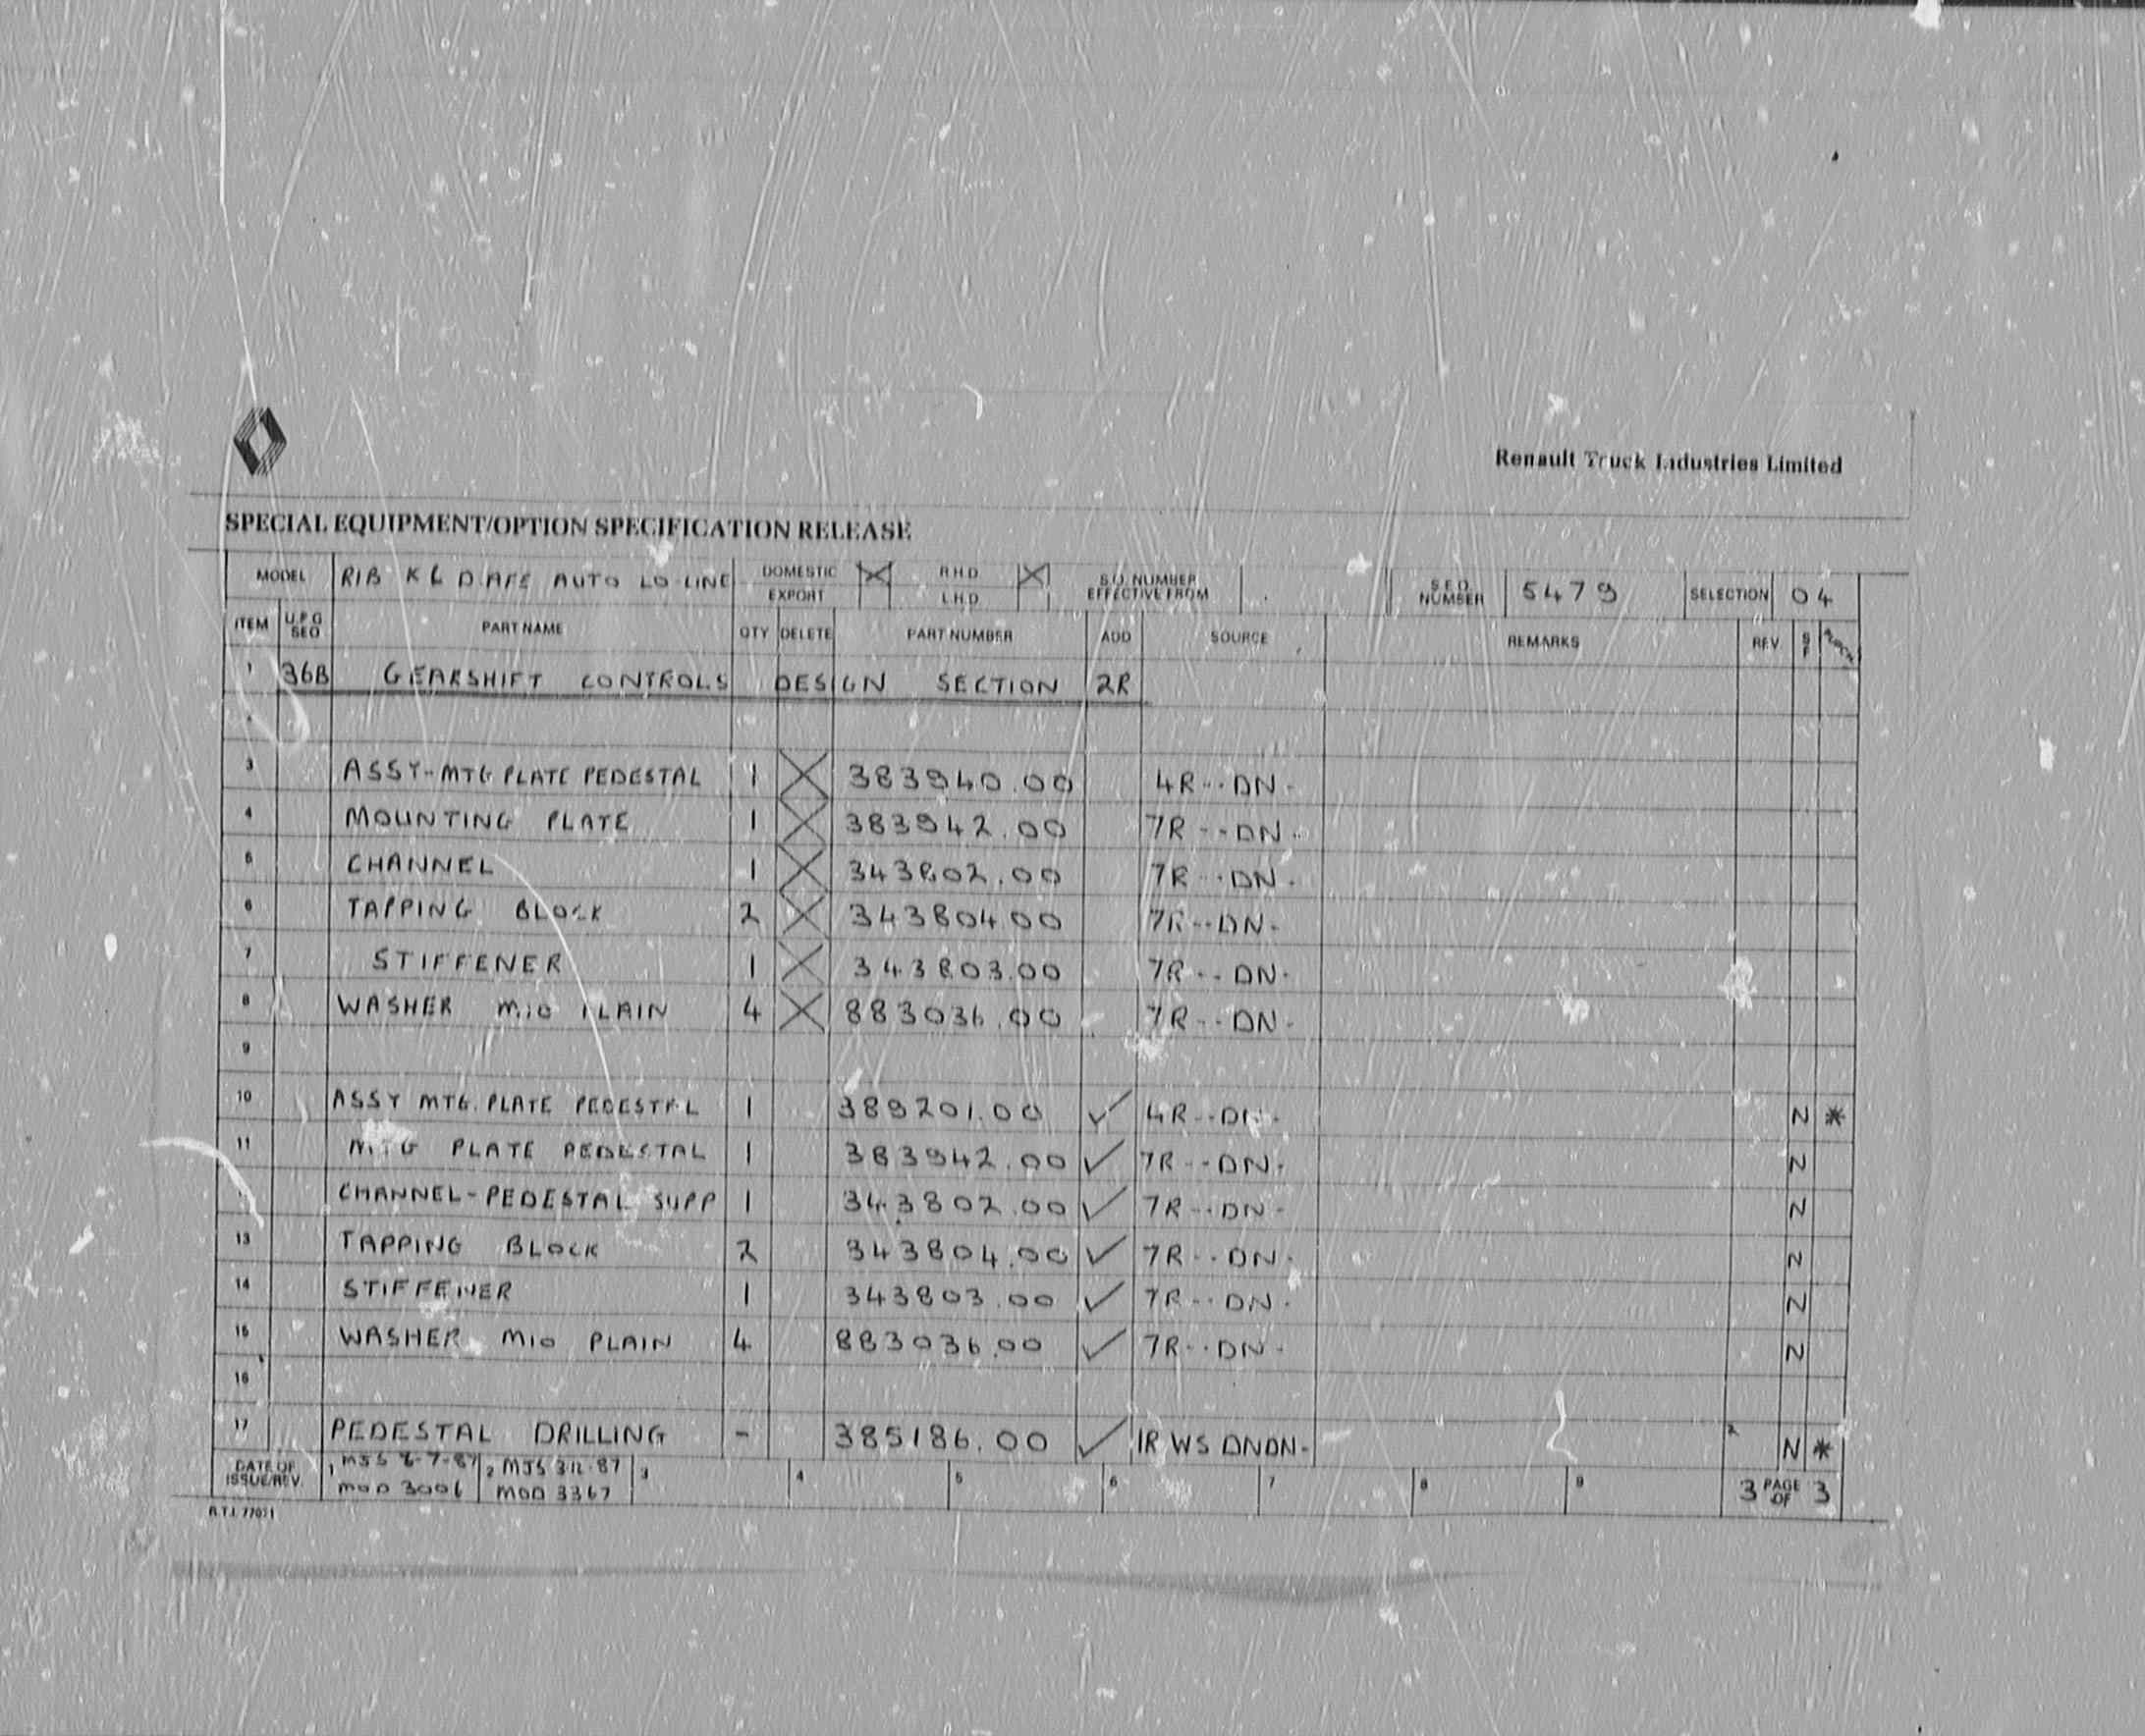 Renault Truck Industries Limited
SPECIAL EQUIPMENT/OPTION SPECIFICATION RELEASE
MODEL RIB K L D.AFE AUTO LO LINE DOMESTIC R H D S.O. NUMBER S.E.O. 5479 SELECTION 04
EXPORT L H D EFFECTIVE FROM NUMBER
ITEM U.P.G SEO PART NAME QTY DELETE PART NUMBER ADD SOURCE REMARKS REV S F
1 36B GEARSHIFT CONTROLS DESIGN SECTION 2R
3 ASSY-MTG PLATE PEDESTAL 1 X 383940.00 4R---DN-
4 MOUNTING PLATE 1 X 383942.00 7R---DN-
5 CHANNEL 1 X 343802.00 7R---DN-
6 TAPPING BLOCK 2 X 343804.00 7R---DN-
7 STIFFENER 1 X 343803.00 7R---DN-
8 WASHER M10 PLAIN 4 X 883036.00 7R---DN-
9
10 ASSY MTG. PLATE PEDESTAL 1 389201.00 ✓ 4R---DN- N *
11 MTG PLATE PEDESTAL 1 383942.00 ✓ 7R---DN- N
CHANNEL-PEDESTAL SUPP 1 343802.00 ✓ 7R---DN- N
13 TAPPING BLOCK 2 343804.00 ✓ 7R---DN- N
14 STIFFENER 1 343803.00 ✓ 7R---DN- N
15 WASHER M10 PLAIN 4 883036.00 ✓ 7R---DN- N
16
17 PEDESTAL DRILLING - 385186.00 ✓ 1R WS DNDN- N *
DATE OF ISSUE/REV. 1 MJS 8-7-87 2 MJS 3.12.87 3 4 5 6 7 8 9 3 PAGE OF 3
MOD 3006 MOD 3367
R.T.I. 77071